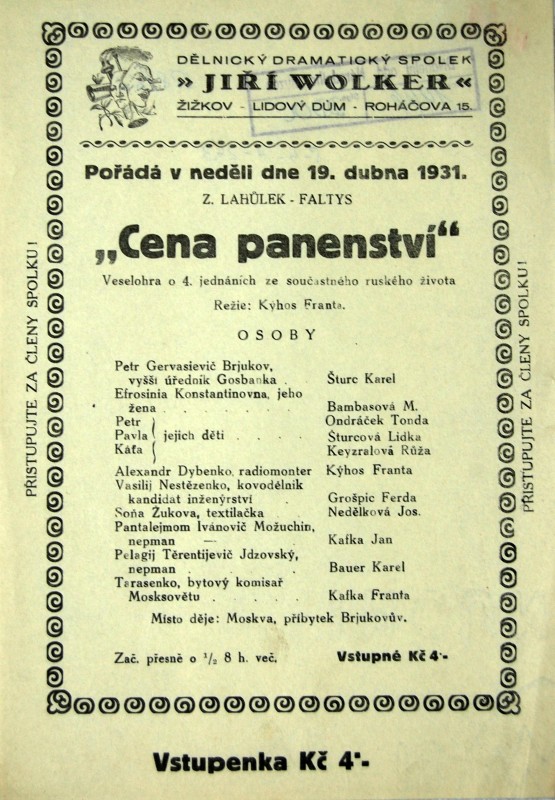 DĚLNICKÝ DRAMATICKÝ SPOLEK
» JIŘÍ WOLKER «
ŽIŽKOV - LIDOVÝ DŮM - ROHÁČOVA 15.
Pořádá v neděli dne 19. dubna 1931.
Z. LAHŮLEK - FALTYS
„Cena panenství“
Veselohra o 4. jednáních ze součastného ruského života
Režie: Kýhos Franta.
OSOBY
Petr Gervasievič Brjukov,
vyšší úředník Gosbanka . Šturc Karel
Efrosinia Konstantinovna, jeho
žena . . . . . . . Bambasová M.
Petr Ondráček Tonda
Pavla } jejich děti . . . . Šturcová Lidka
Káťa Keyzralová Růža
Alexandr Dybenko, radiomonter Kýhos Franta
Vasilij Nestězenko, kovodělník
kandidat inženýrství . Grošpic Ferda
Soňa Žukova, textilačka . Nedělková Jos.
Pantalejmom Ivánovič Možuchin,
nepman — . . . Kafka Jan
Pelagij Těrentijevič Jdzovský,
nepman . . . . . Bauer Karel
Tarasenko, bytový komisař
Mosksovětu . . . . . Kafka Franta
Místo děje: Moskva, příbytek Brjukovův.
Zač. přesně o ½ 8 h. več. Vstupné Kč 4·-
Vstupenka Kč 4·-
PŘISTUPUJTE ZA ČLENY SPOLKU!
PŘISTUPUJTE ZA ČLENY SPOLKU!